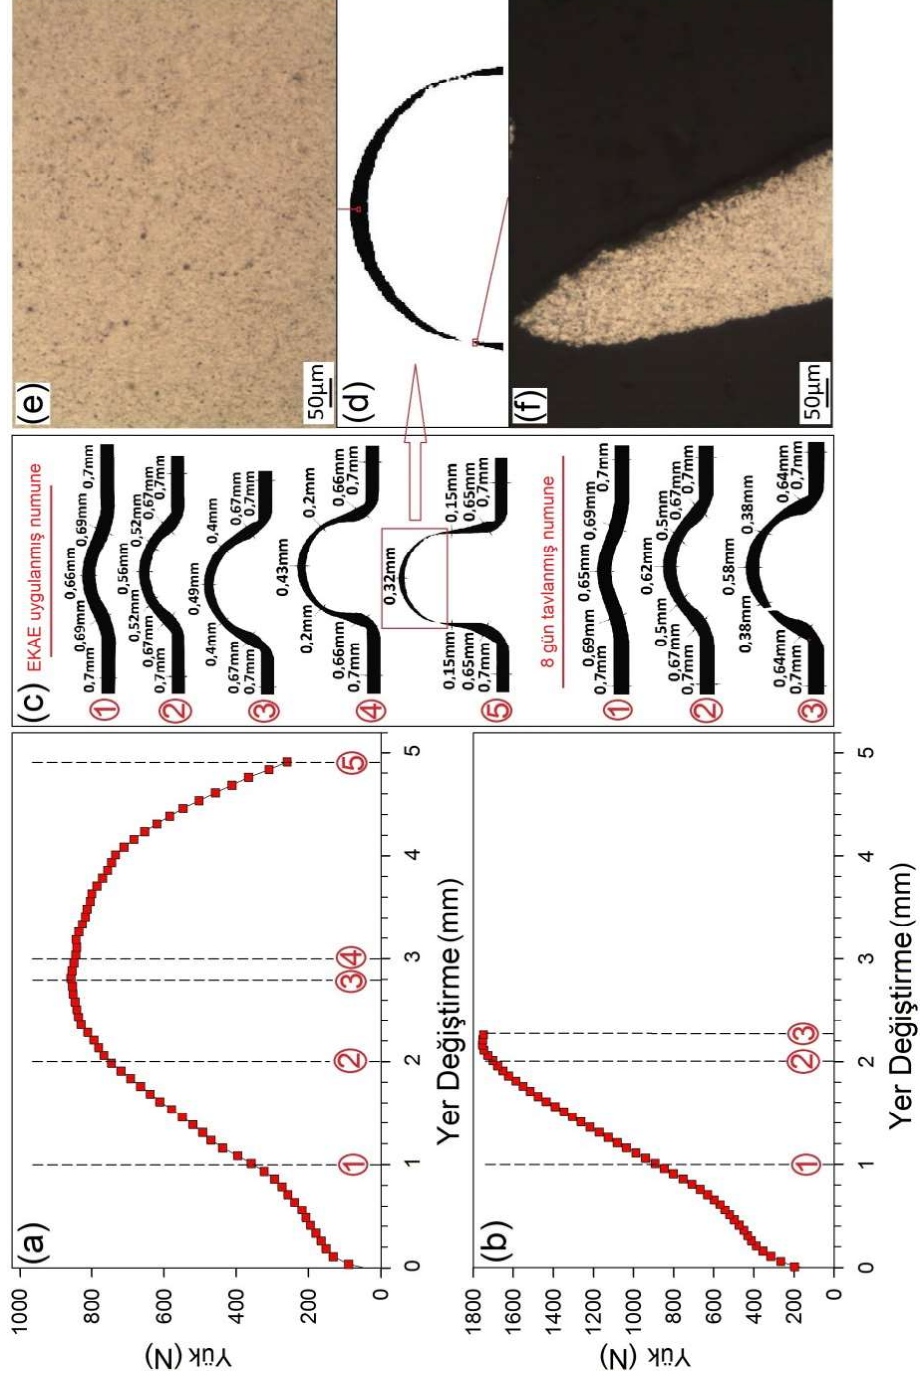 (a)
1000
800
600
400
200
0
Yük (N)
0
1
2
3
4
5
Yer Değiştirme (mm)
①
②
③④
⑤
(b)
1800
1600
1400
1200
1000
800
600
400
200
0
Yük (N)
0
1
2
3
4
5
Yer Değiştirme (mm)
①
②③
(c)
EKAE uygulanmış numune
①
0,7mm 0,69mm 0,66mm 0,69mm 0,7mm
②
0,7mm 0,67mm 0,52mm 0,56mm 0,52mm 0,67mm 0,7mm
③
0,7mm 0,67mm 0,4mm 0,49mm 0,4mm 0,67mm 0,7mm
④
0,7mm 0,66mm 0,2mm 0,43mm 0,2mm 0,66mm 0,7mm
⑤
0,7mm 0,65mm 0,15mm 0,32mm 0,15mm 0,65mm 0,7mm
8 gün tavlanmış numune
①
0,7mm 0,69mm 0,65mm 0,69mm 0,7mm
②
0,7mm 0,67mm 0,5mm 0,62mm 0,5mm 0,67mm 0,7mm
③
0,7mm 0,64mm 0,38mm 0,58mm 0,38mm 0,64mm 0,7mm
(e)
50µm
(d)
(f)
50µm